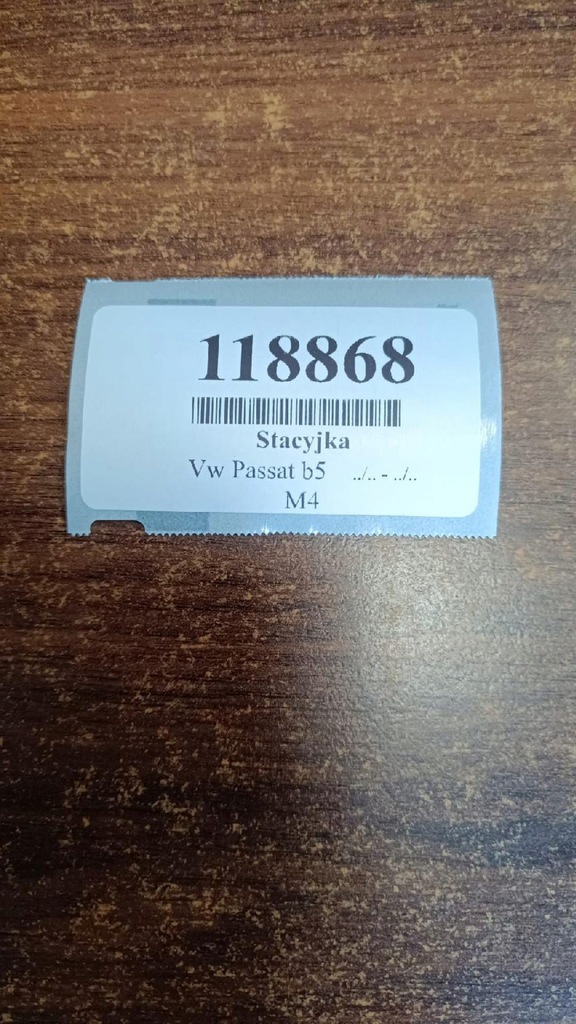 118868
Stacyjka
Vw Passat b5 ../.. - ../..
M4